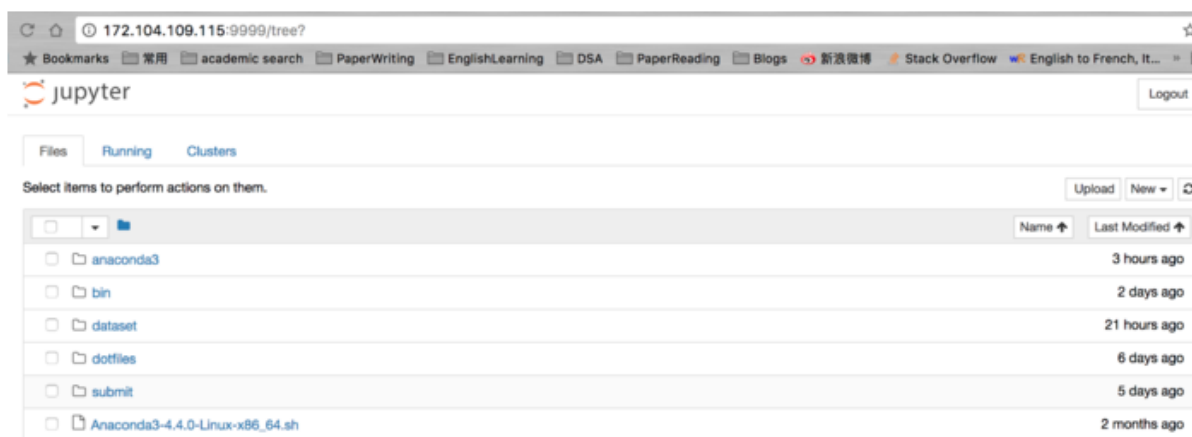 172.104.109.115:9999/tree?
Bookmarks 常用 academic search PaperWriting EnglishLearning DSA PaperReading Blogs 新浪微博 Stack Overflow English to French, It... »
jupyter Logout
Files Running Clusters
Select items to perform actions on them. Upload New
Name Last Modified
anaconda3 3 hours ago
bin 2 days ago
dataset 21 hours ago
dotfiles 6 days ago
submit 5 days ago
Anaconda3-4.4.0-Linux-x86_64.sh 2 months ago